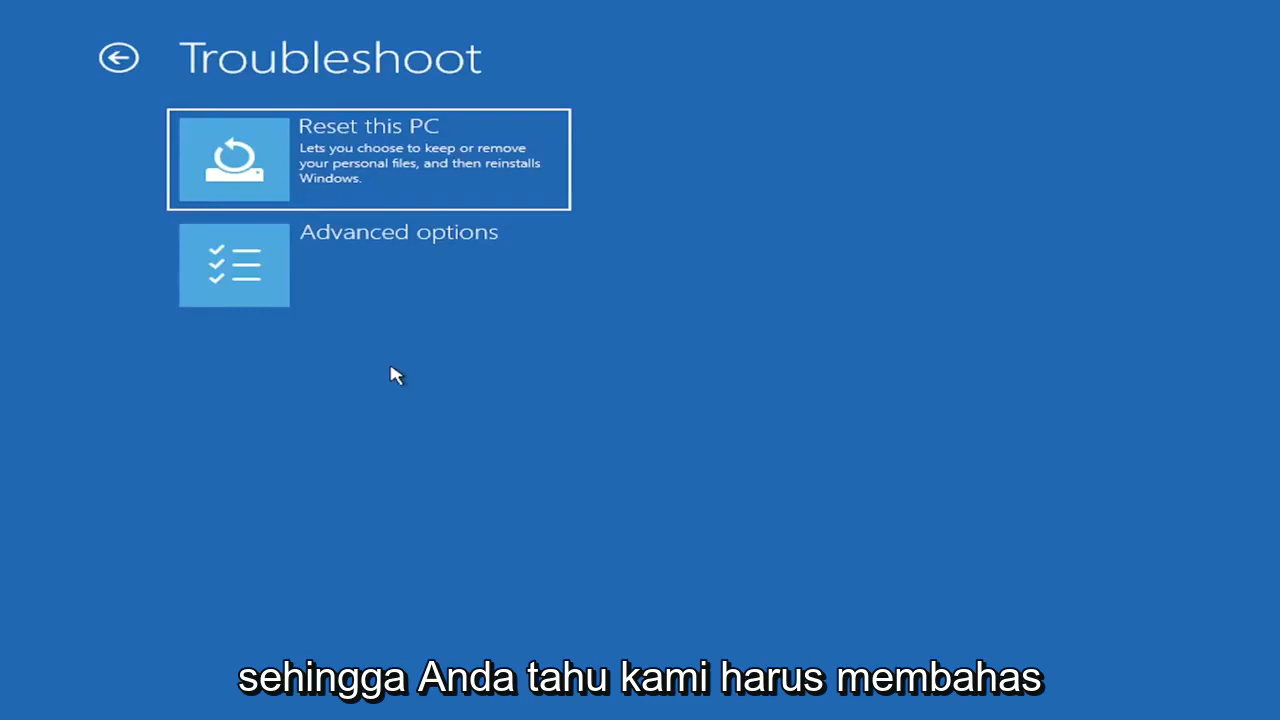 Troubleshoot
Reset this PC
Lets you choose to keep or remove
your personal files, and then reinstalls
Windows.
Advanced options
sehingga Anda tahu kami harus membahas